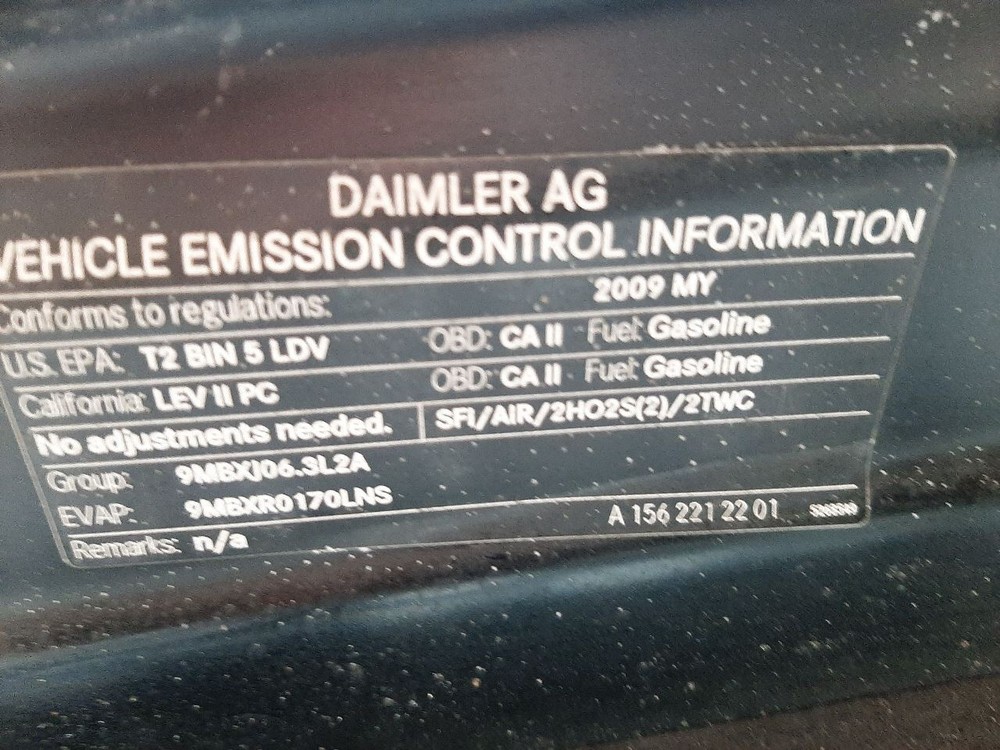 DAIMLER AG
VEHICLE EMISSION CONTROL INFORMATION
Conforms to regulations: 2009 MY
U.S. EPA: T2 BIN 5 LDV OBD: CA II Fuel: Gasoline
California: LEV II PC OBD: CA II Fuel: Gasoline
No adjustments needed. SFI/AIR/2HO2S(2)/2TWC
Group: 9MBXJ06.3L2A
EVAP: 9MBXR0170LNS
Remarks: n/a A 156 221 22 01